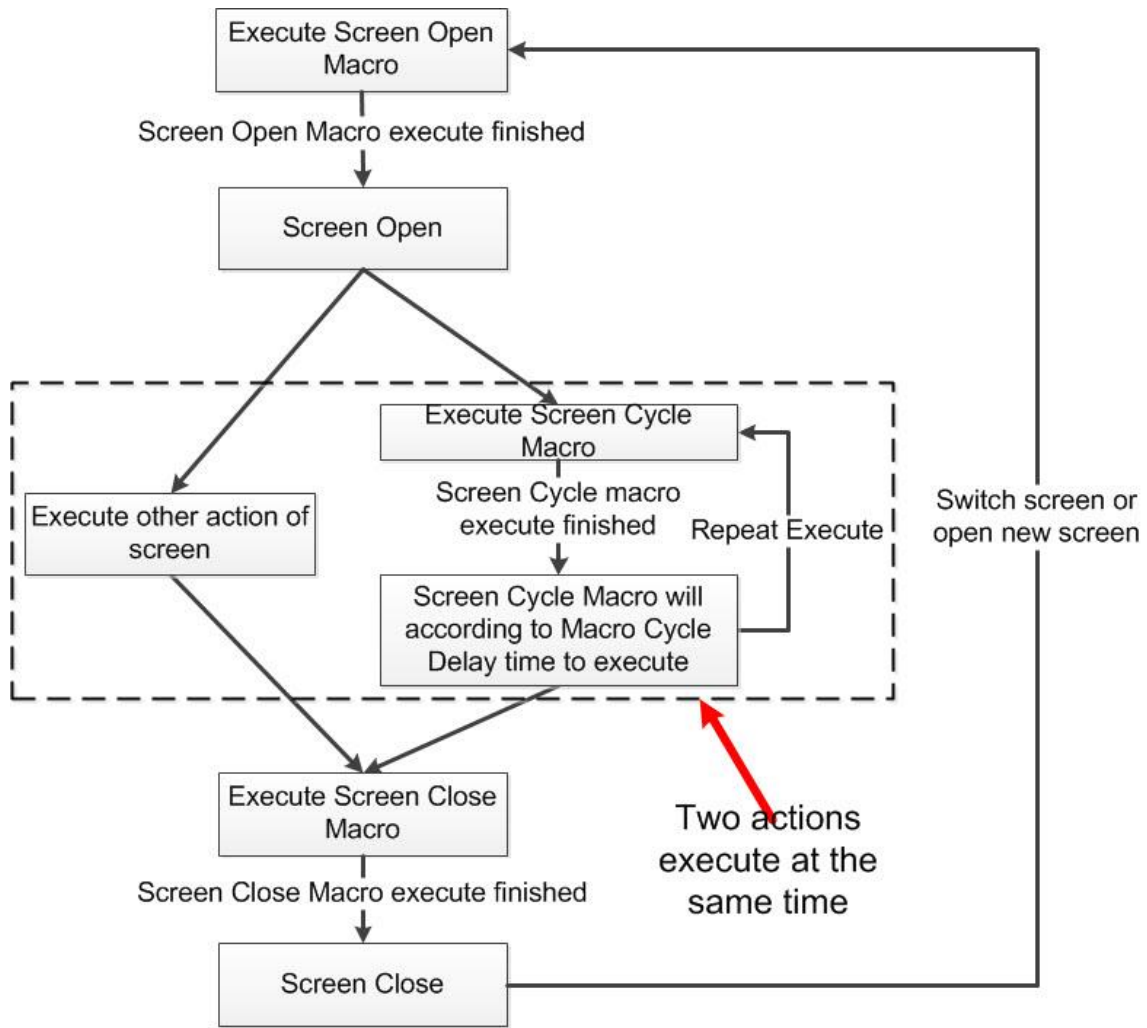 Execute Screen Open
Macro
Screen Open Macro execute finished
Screen Open
Execute Screen Cycle
Macro
Screen Cycle macro
execute finished
Repeat Execute
Execute other action of
screen
Switch screen or
open new screen
Screen Cycle Macro will
according to Macro Cycle
Delay time to execute
Execute Screen Close
Macro
Two actions
execute at the
same time
Screen Close Macro execute finished
Screen Close